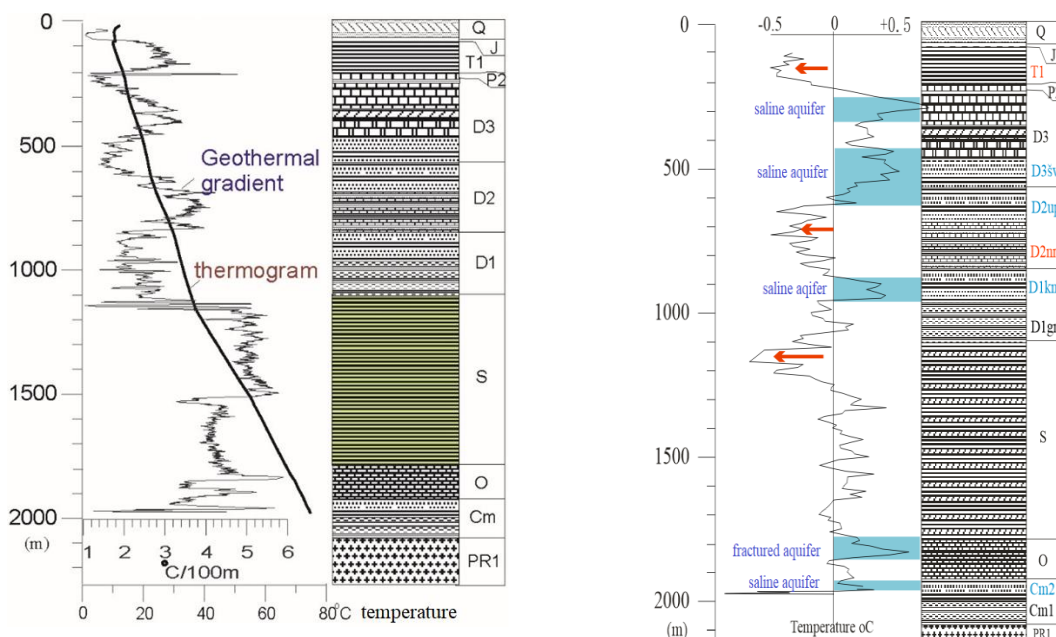 0
500
1000
1500
2000
(m)
Geothermal
gradient
thermogram
1 2 3 4 5 6
°C/100m
0 20 40 60 80°C temperature
Q
J
T1
P2
D3
D2
D1
S
O
Cm
PR1
0
500
1000
1500
2000
(m)
-0.5 0 +0.5
saline aquifer
saline aquifer
saline aqifer
fractured aquifer
saline aquifer
Temperature oC
Q
J
T1
D3
D3šv
D2up
D1gr
S
O
Cm2
Cm1
PR1